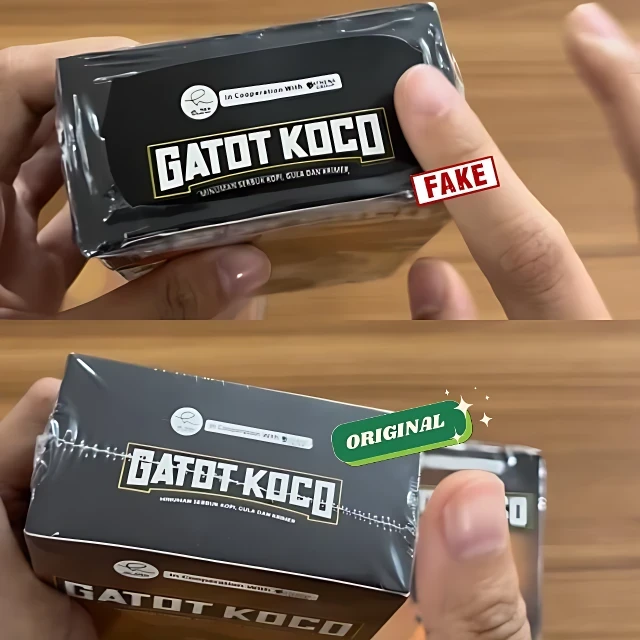 In Cooperation With
GATOT KOCO
MINUMAN SERBUK KOPI, GULA DAN KRIMER
FAKE
ORIGINAL
In Cooperation With
GATOT KOCO
MINUMAN SERBUK KOPI, GULA DAN KRIMER
In Cooperation With
GATOT KOCO